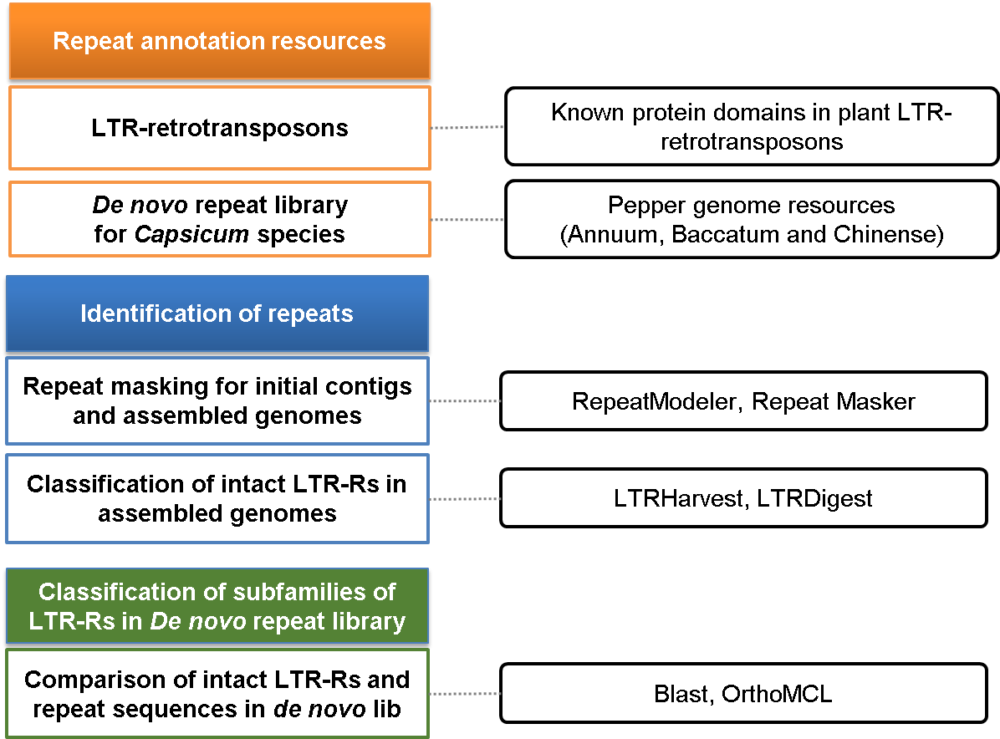 Repeat annotation resources
LTR-retrotransposons
Known protein domains in plant LTR-
retrotransposons
De novo repeat library
for Capsicum species
Pepper genome resources
(Annuum, Baccatum and Chinense)
Identification of repeats
Repeat masking for initial contigs
and assembled genomes
RepeatModeler, Repeat Masker
Classification of intact LTR-Rs in
assembled genomes
LTRHarvest, LTRDigest
Classification of subfamilies of
LTR-Rs in De novo repeat library
Comparison of intact LTR-Rs and
repeat sequences in de novo lib
Blast, OrthoMCL